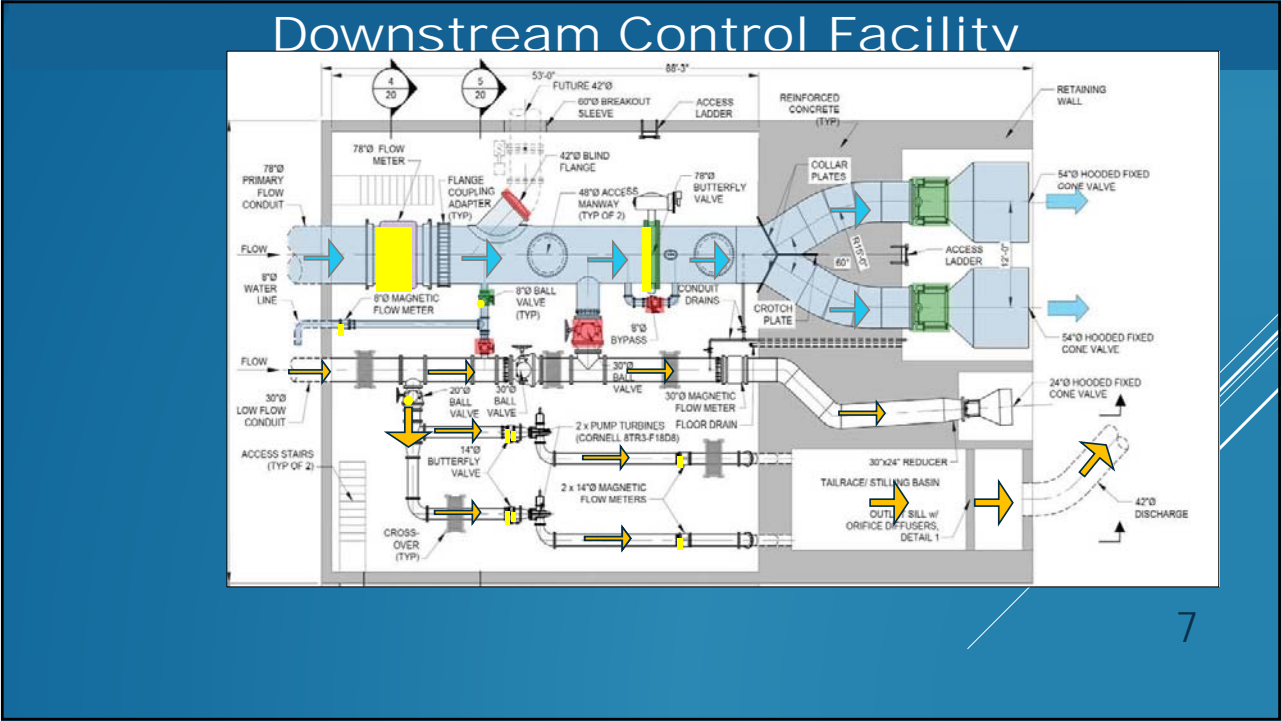 Downstream Control Facility
88'-3"
53'-0"
4
20
5
20
FUTURE 42"Ø
60"Ø BREAKOUT
SLEEVE
ACCESS
LADDER
REINFORCED
CONCRETE
(TYP)
RETAINING
WALL
78"Ø FLOW
METER
78"Ø
PRIMARY
FLOW
CONDUIT
FLANGE
COUPLING
ADAPTER
(TYP)
42"Ø BLIND
FLANGE
48"Ø ACCESS
MANWAY
(TYP OF 2)
78"Ø
BUTTERFLY
VALVE
COLLAR
PLATES
54"Ø HOODED FIXED
CONE VALVE
FLOW
R15'-0"
60°
ACCESS
LADDER
12'-0"
8"Ø
WATER
LINE
8"Ø MAGNETIC
FLOW METER
8"Ø BALL
VALVE
(TYP)
CONDUIT
DRAINS
CROTCH
PLATE
8"Ø
BYPASS
54"Ø HOODED FIXED
CONE VALVE
FLOW
30"Ø
LOW FLOW
CONDUIT
20"Ø
BALL
VALVE
30"Ø
BALL
VALVE
30"Ø
BALL
VALVE
30"Ø MAGNETIC
FLOW METER
FLOOR DRAIN
24"Ø HOODED FIXED
CONE VALVE
ACCESS STAIRS
(TYP OF 2)
14"Ø
BUTTERFLY
VALVE
2 x PUMP TURBINES
(CORNELL 8TR3-F18D8)
30"x24" REDUCER
2 x 14"Ø MAGNETIC
FLOW METERS
TAILRACE/ STILLING BASIN
OUTLET SILL w/
ORIFICE DIFFUSERS,
DETAIL 1
42"Ø
DISCHARGE
CROSS-
OVER
(TYP)
7